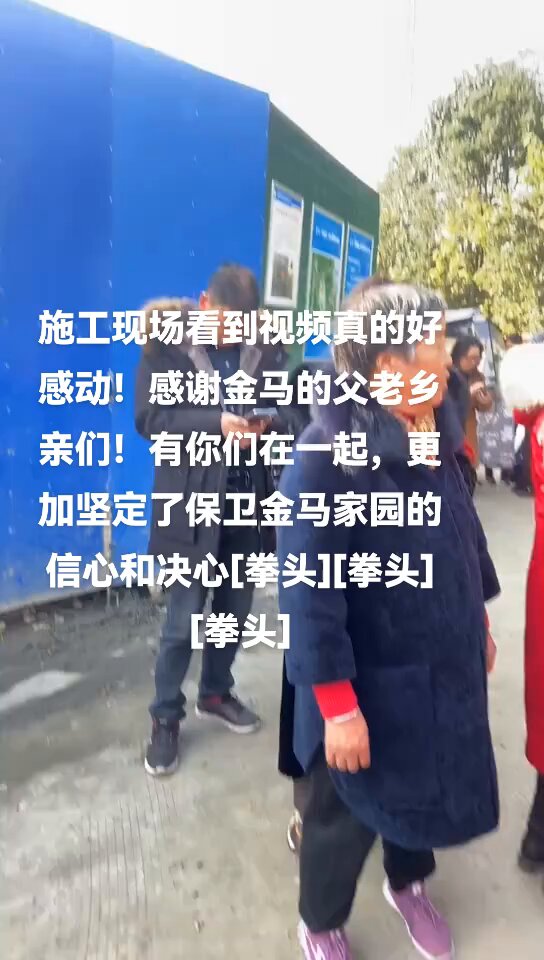 施工现场看到视频真的好
感动！感谢金马的父老乡
亲们！有你们在一起，更
加坚定了保卫金马家园的
信心和决心[拳头][拳头]
[拳头]